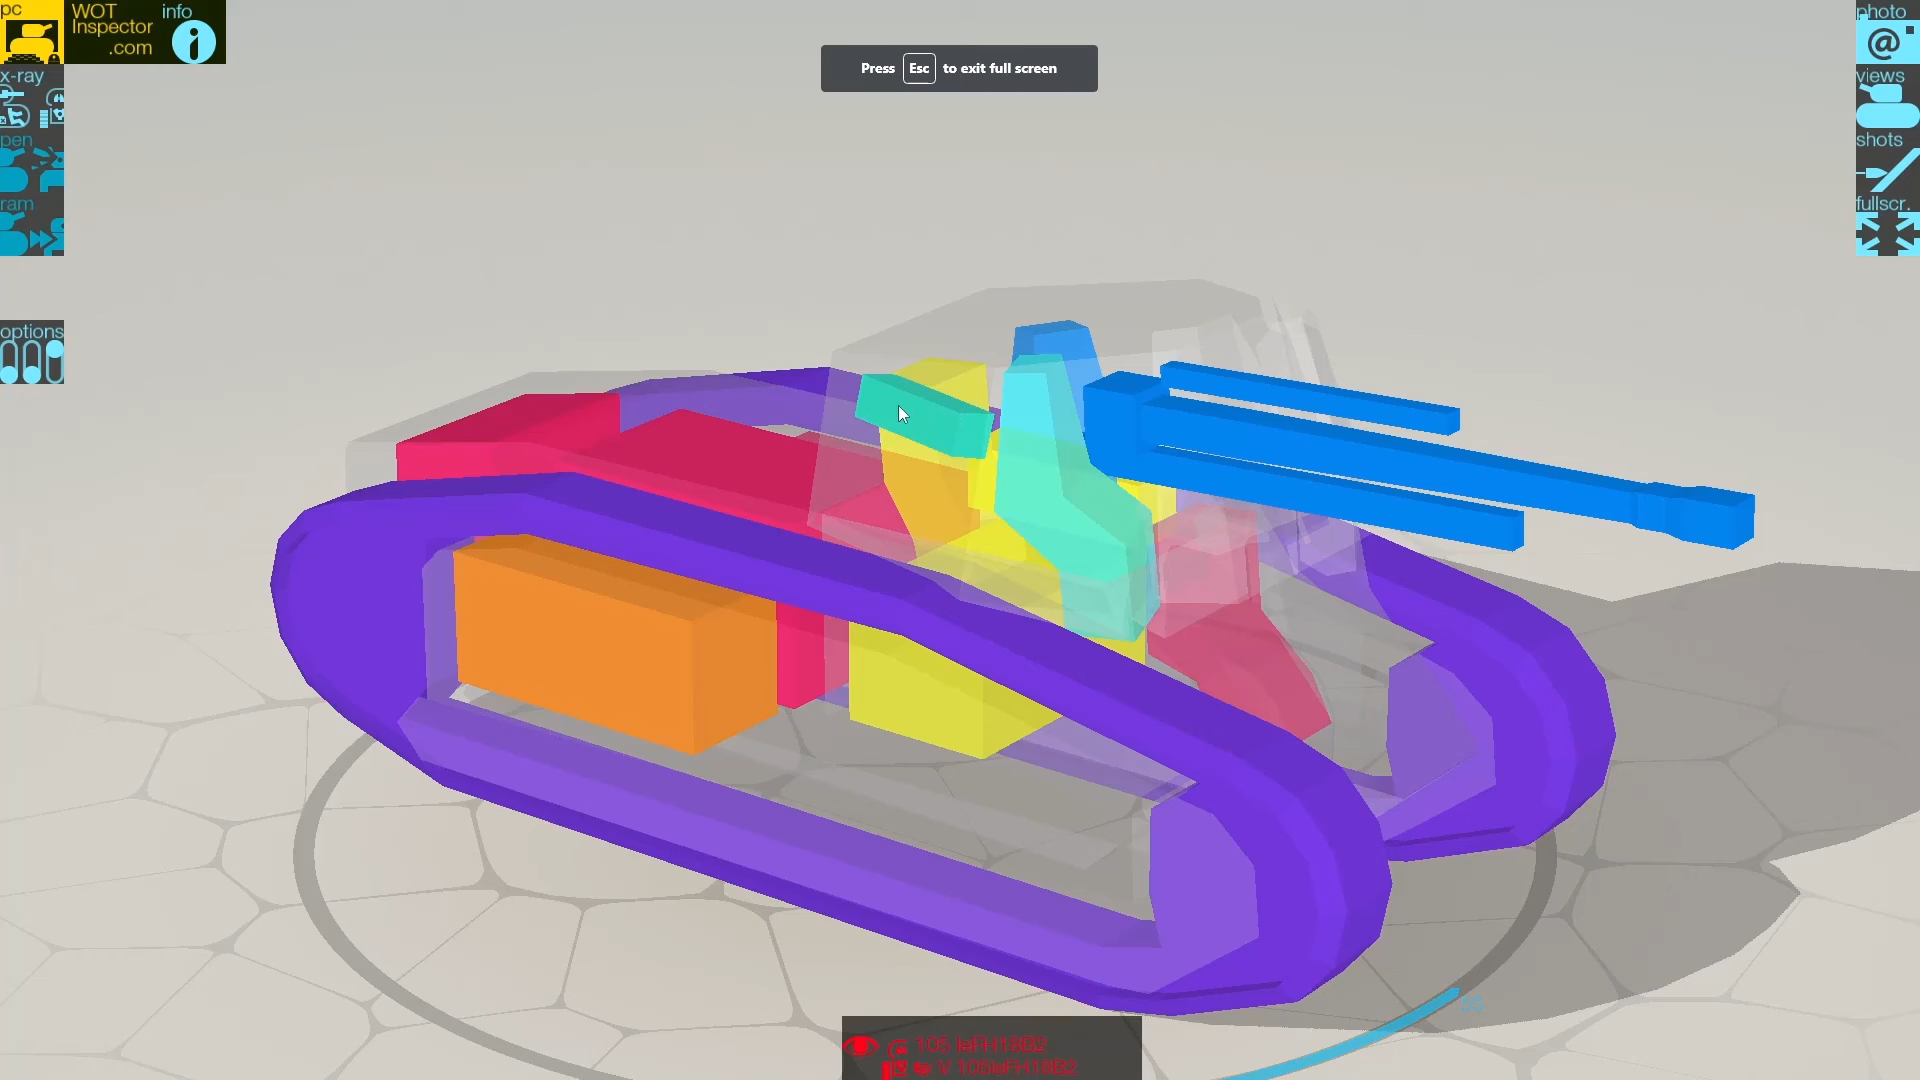 pc
WOT
Inspector
.com
info
x-ray
pen
ram
options
Press Esc to exit full screen
photo
@
views
shots
fullscr.
105 leFH18B2
V 105leFH18B2